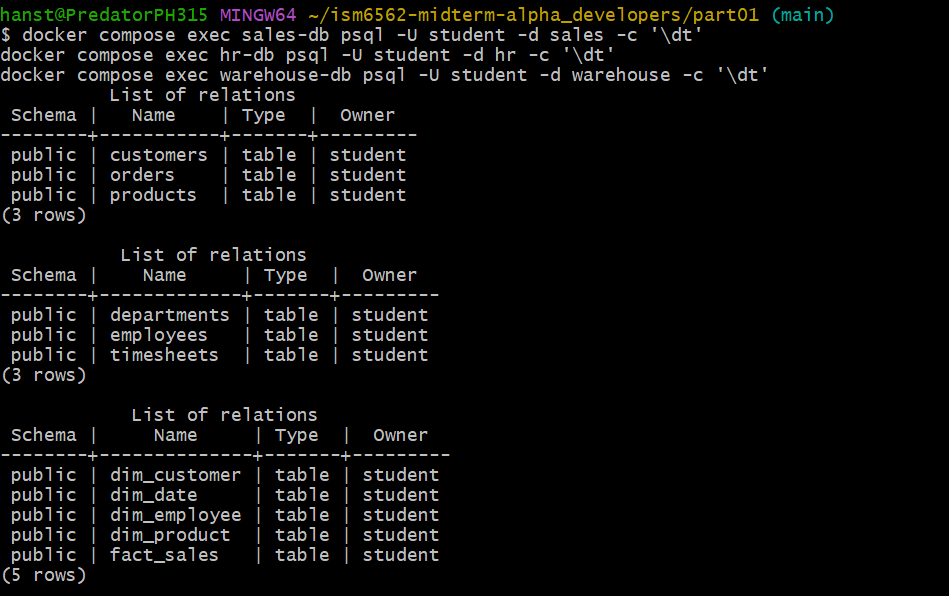 hanst@PredatorPH315 MINGW64 ~/ism6562-midterm-alpha_developers/part01 (main)
$ docker compose exec sales-db psql -U student -d sales -c '\dt'
docker compose exec hr-db psql -U student -d hr -c '\dt'
docker compose exec warehouse-db psql -U student -d warehouse -c '\dt'
          List of relations
 Schema |   Name    | Type  |  Owner
--------+-----------+-------+---------
 public | customers | table | student
 public | orders    | table | student
 public | products  | table | student
(3 rows)

           List of relations
 Schema |    Name     | Type  |  Owner
--------+-------------+-------+---------
 public | departments | table | student
 public | employees   | table | student
 public | timesheets  | table | student
(3 rows)

            List of relations
 Schema |     Name     | Type  |  Owner
--------+--------------+-------+---------
 public | dim_customer | table | student
 public | dim_date     | table | student
 public | dim_employee | table | student
 public | dim_product  | table | student
 public | fact_sales   | table | student
(5 rows)